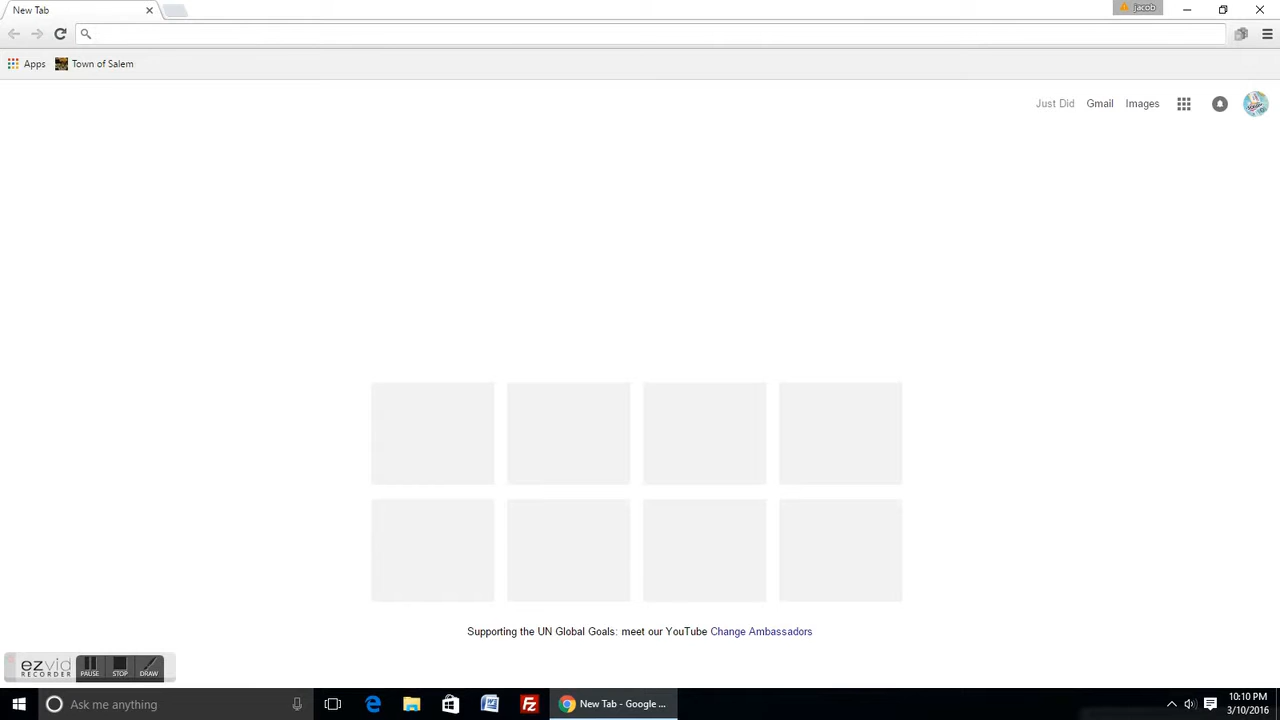 New Tab
jacob
Apps
Town of Salem
Just Did
Gmail
Images
Supporting the UN Global Goals: meet our YouTube Change Ambassadors
ezvid
RECORDER
PAUSE
STOP
DRAW
Ask me anything
New Tab - Google ...
10:10 PM
3/10/2016